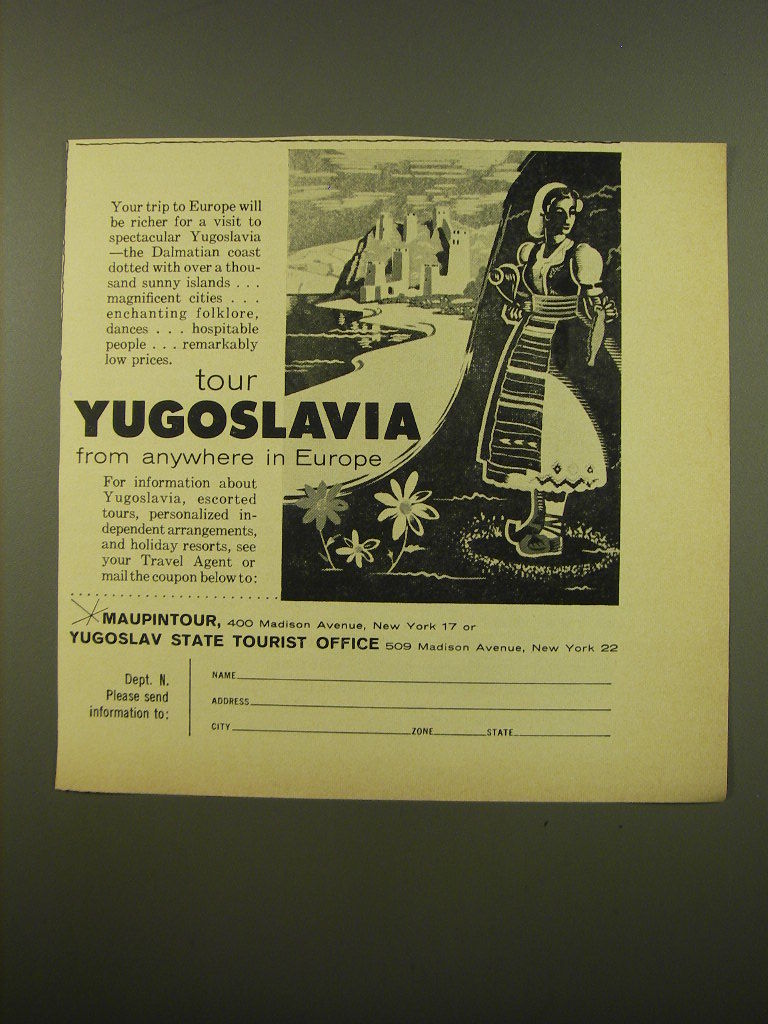 Your trip to Europe will
be richer for a visit to
spectacular Yugoslavia
—the Dalmatian coast
dotted with over a thou-
sand sunny islands . . .
magnificent cities . . .
enchanting folklore,
dances . . . hospitable
people . . . remarkably
low prices.
tour
YUGOSLAVIA
from anywhere in Europe
For information about
Yugoslavia, escorted
tours, personalized in-
dependent arrangements,
and holiday resorts, see
your Travel Agent or
mail the coupon below to:
MAUPINTOUR, 400 Madison Avenue, New York 17 or
YUGOSLAV STATE TOURIST OFFICE 509 Madison Avenue, New York 22
Dept. N.
Please send
information to:
NAME
ADDRESS
CITY ZONE STATE